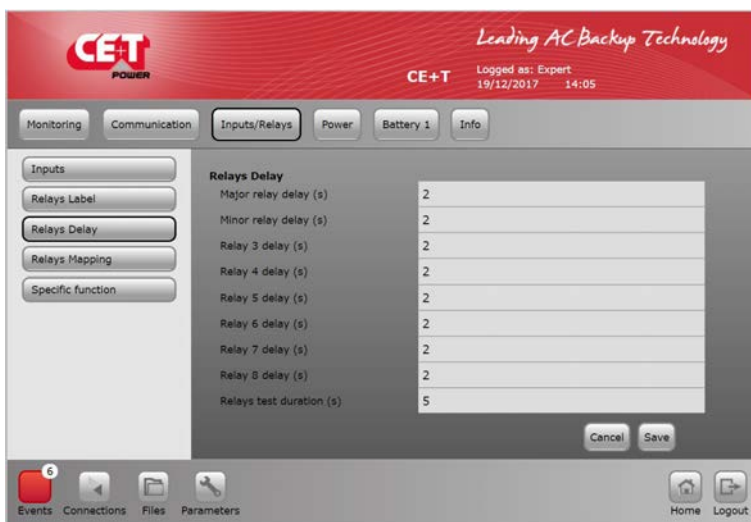 CE+T
POWER
Leading AC Backup Technology
CE+T
Logged as: Expert
19/12/2017 14:05
Monitoring Communication Inputs/Relays Power Battery 1 Info
Inputs
Relays Label
Relays Delay
Relays Mapping
Specific function
Relays Delay
Major relay delay (s) 2
Minor relay delay (s) 2
Relay 3 delay (s) 2
Relay 4 delay (s) 2
Relay 5 delay (s) 2
Relay 6 delay (s) 2
Relay 7 delay (s) 2
Relay 8 delay (s) 2
Relays test duration (s) 5
Cancel Save
6
Events Connections Files Parameters Home Logout